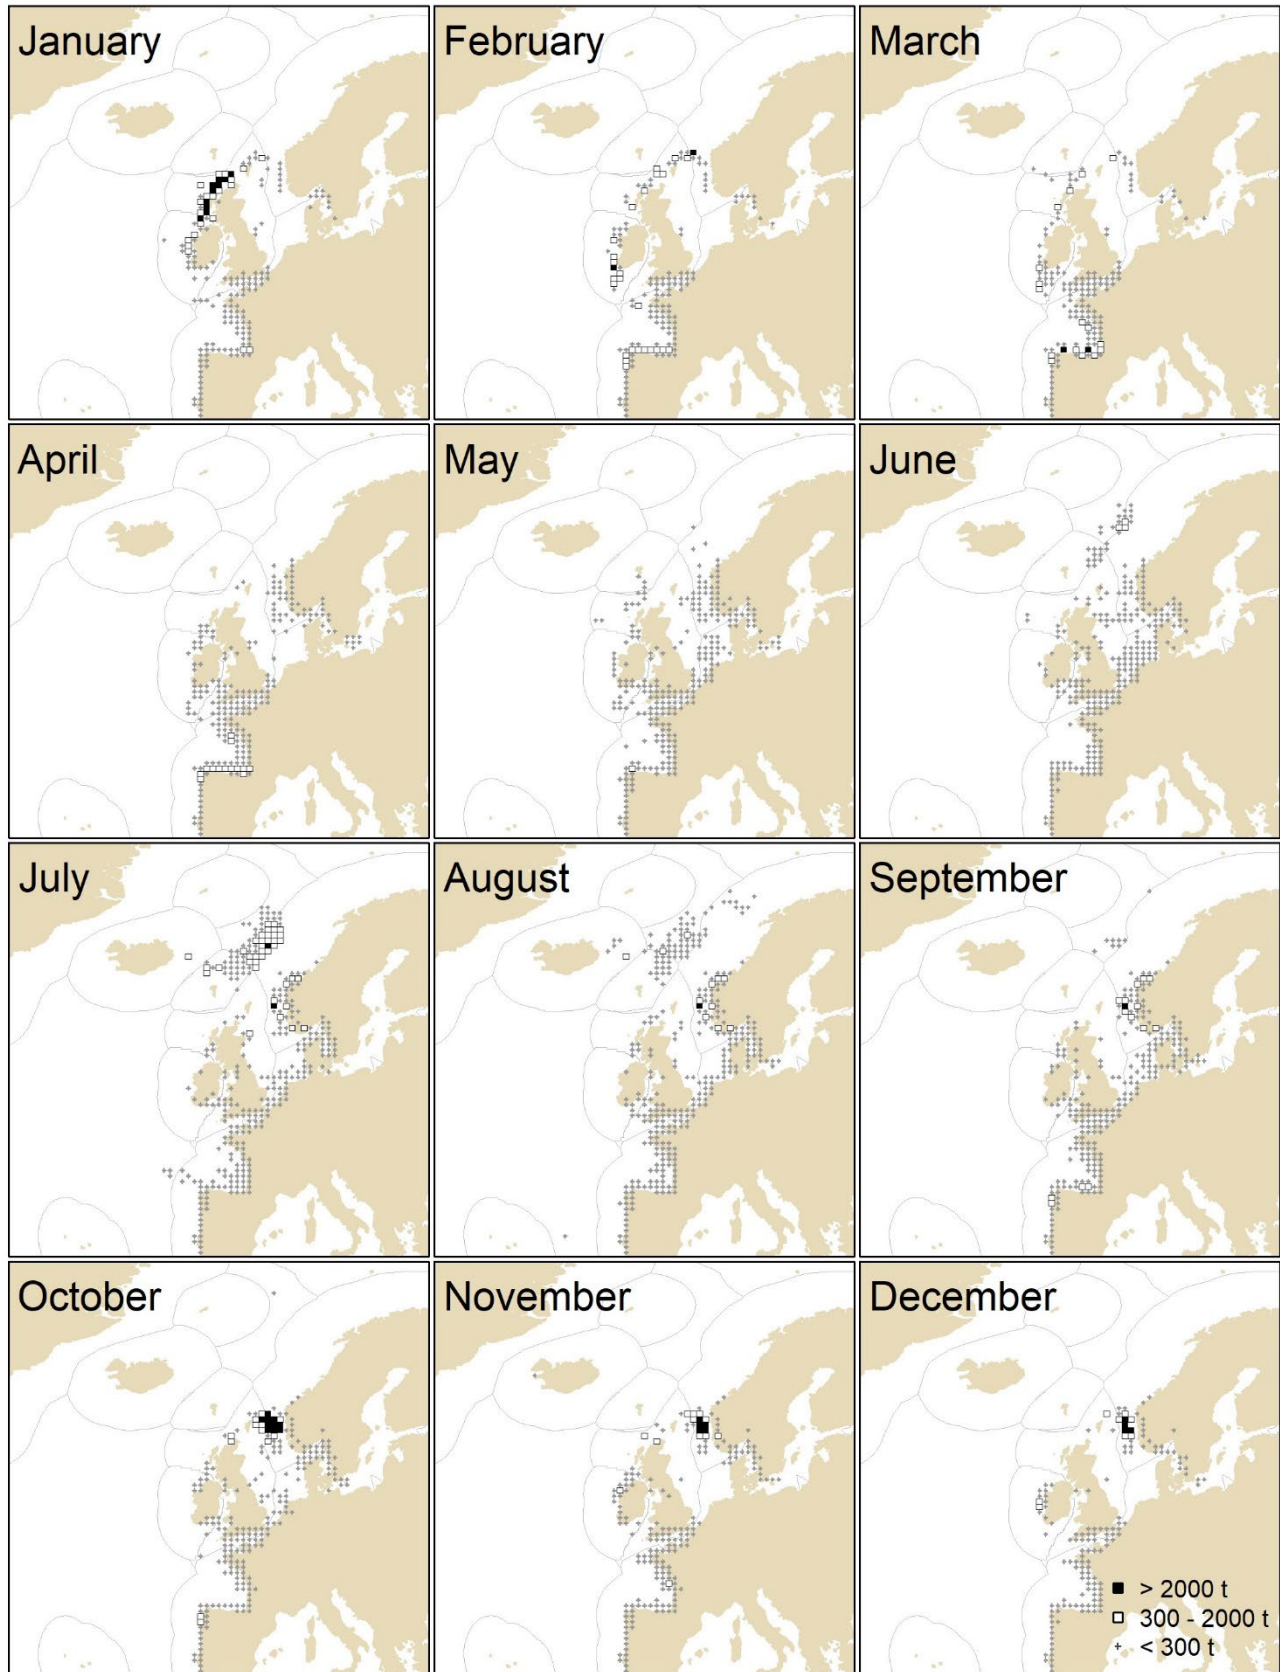 January
February
March
April
May
June
July
August
September
October
November
December
> 2000 t
300 - 2000 t
< 300 t